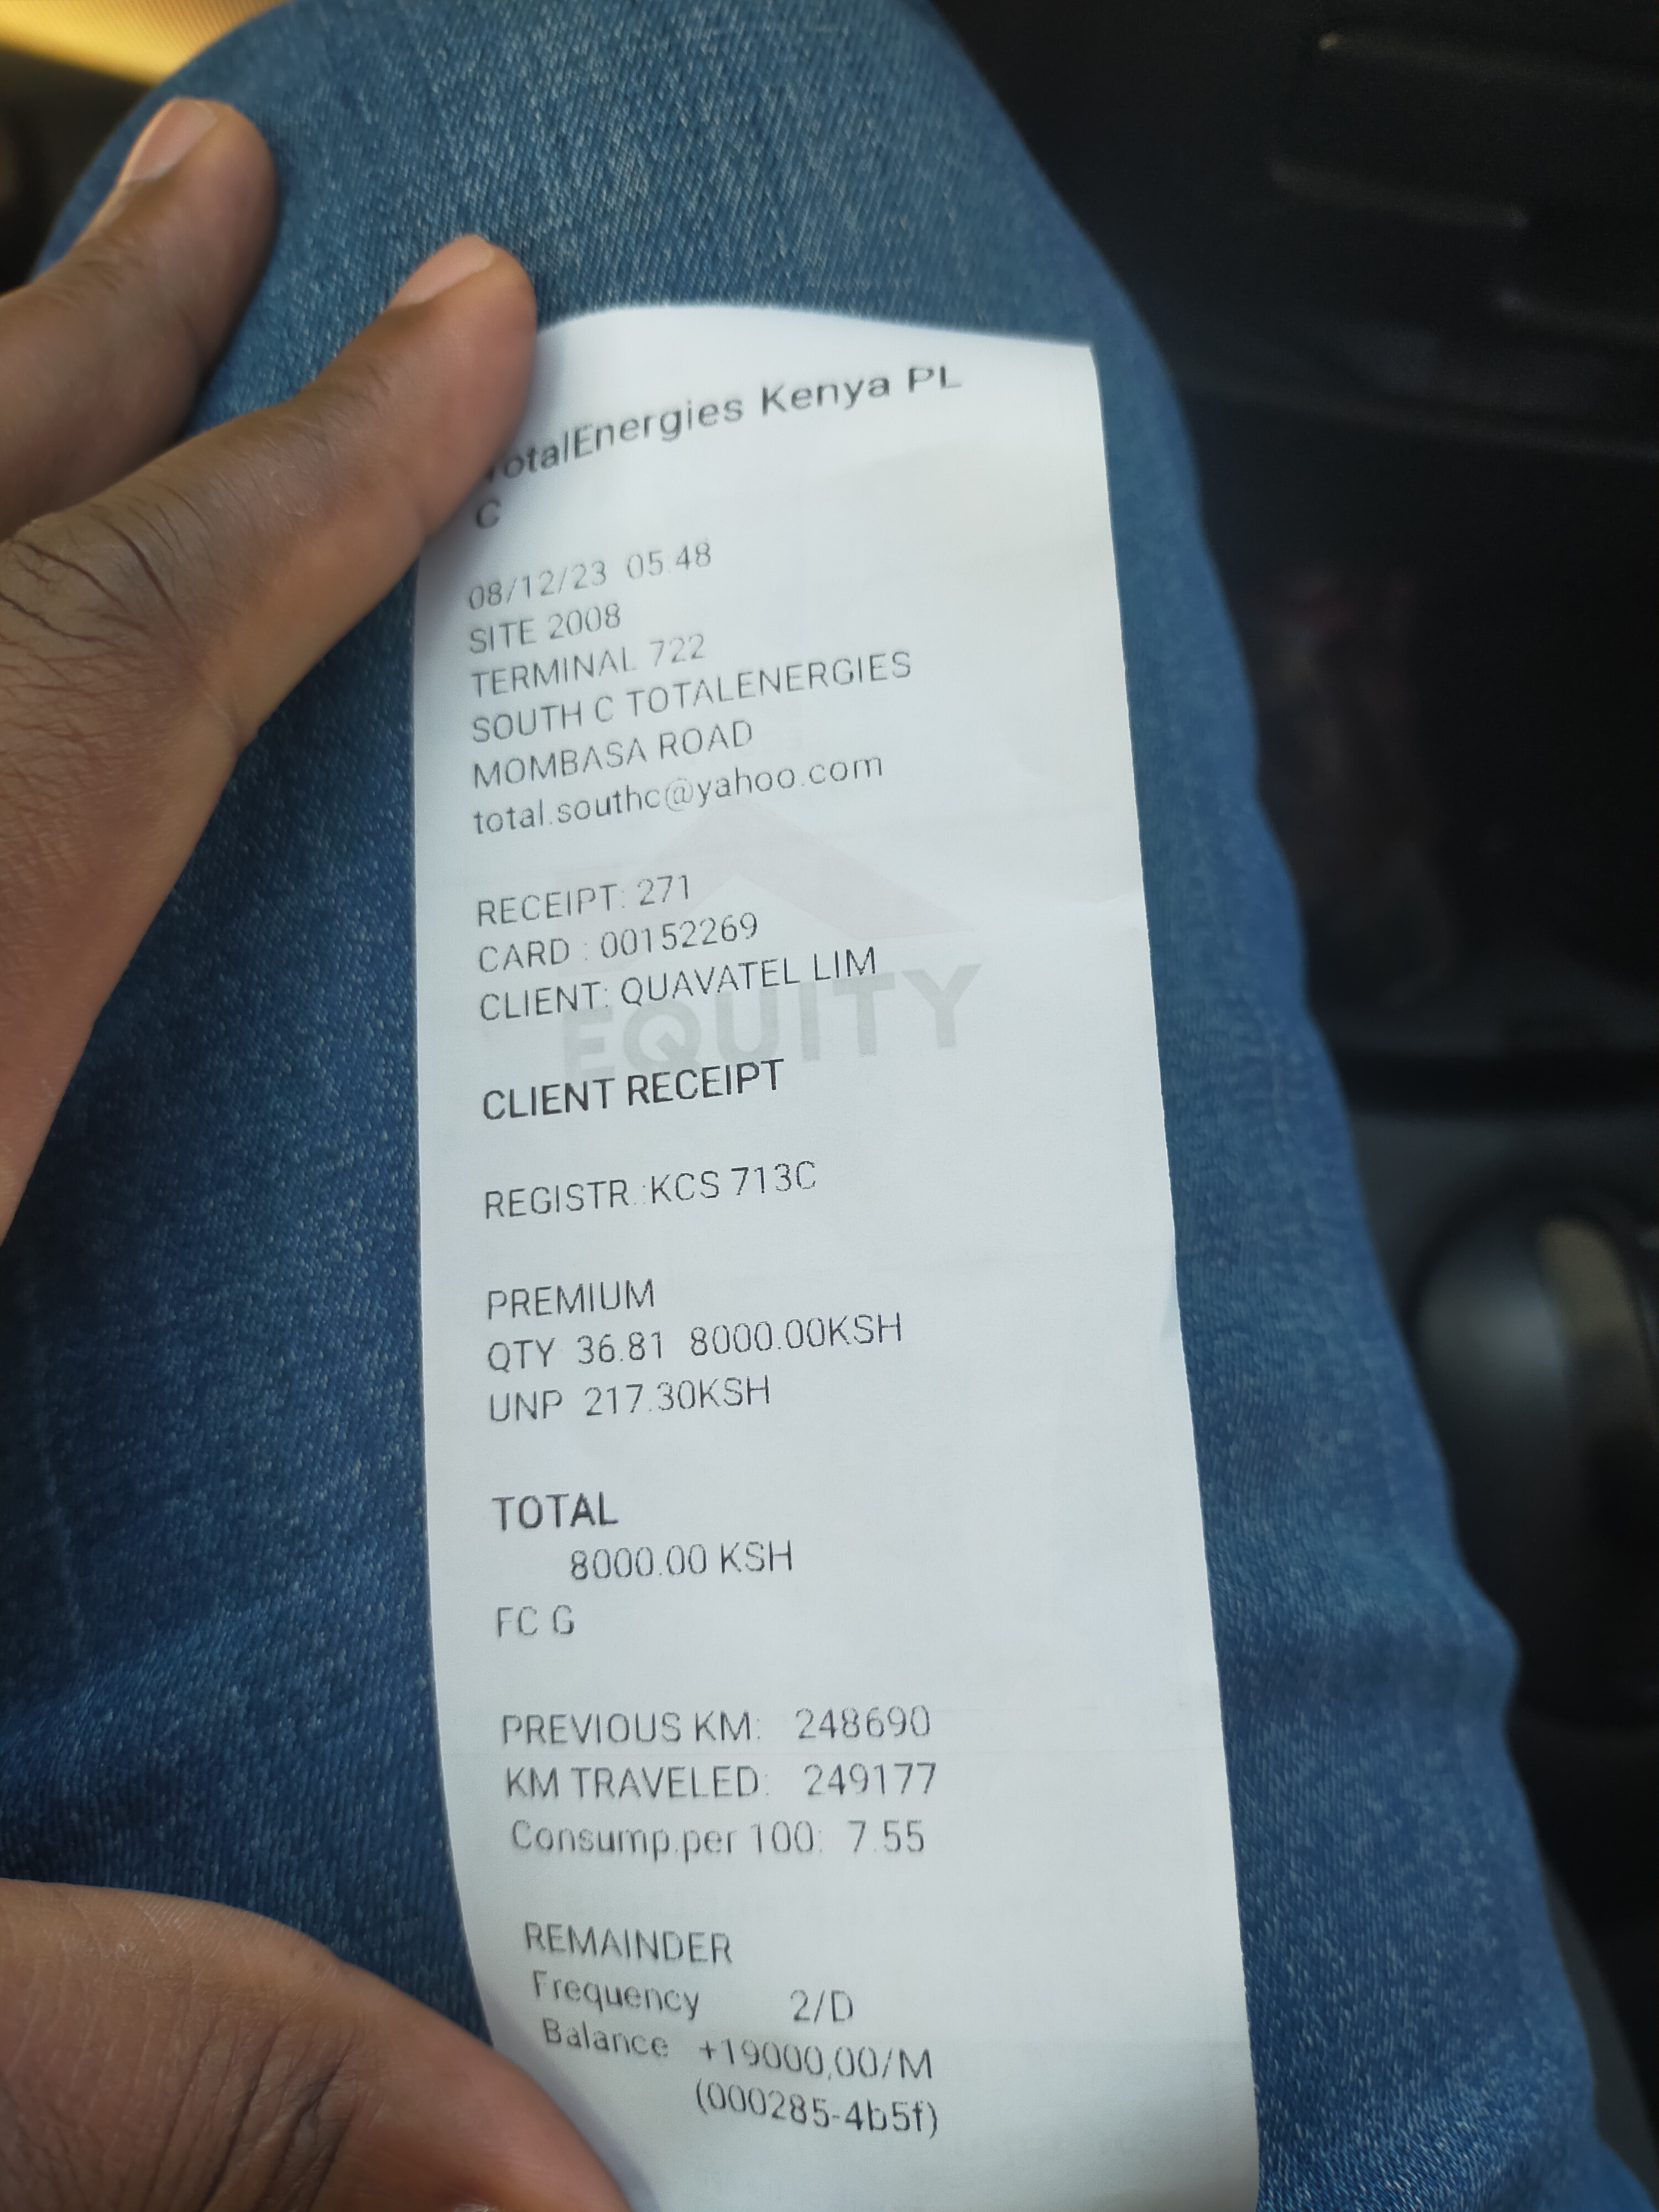 TotalEnergies Kenya PL
C
08/12/23 05:48
SITE 2008
TERMINAL 722
SOUTH C TOTALENERGIES
MOMBASA ROAD
total.southc@yahoo.com
RECEIPT: 271
CARD : 00152269
CLIENT: QUAVATEL LIM
EQUITY
CLIENT RECEIPT
REGISTR.:KCS 713C
PREMIUM
QTY 36.81 8000.00KSH
UNP 217.30KSH
TOTAL
8000.00 KSH
FC G
PREVIOUS KM: 248690
KM TRAVELED: 249177
Consump.per 100: 7.55
REMAINDER
Frequency 2/D
Balance +19000,00/M
(000285-4b5f)